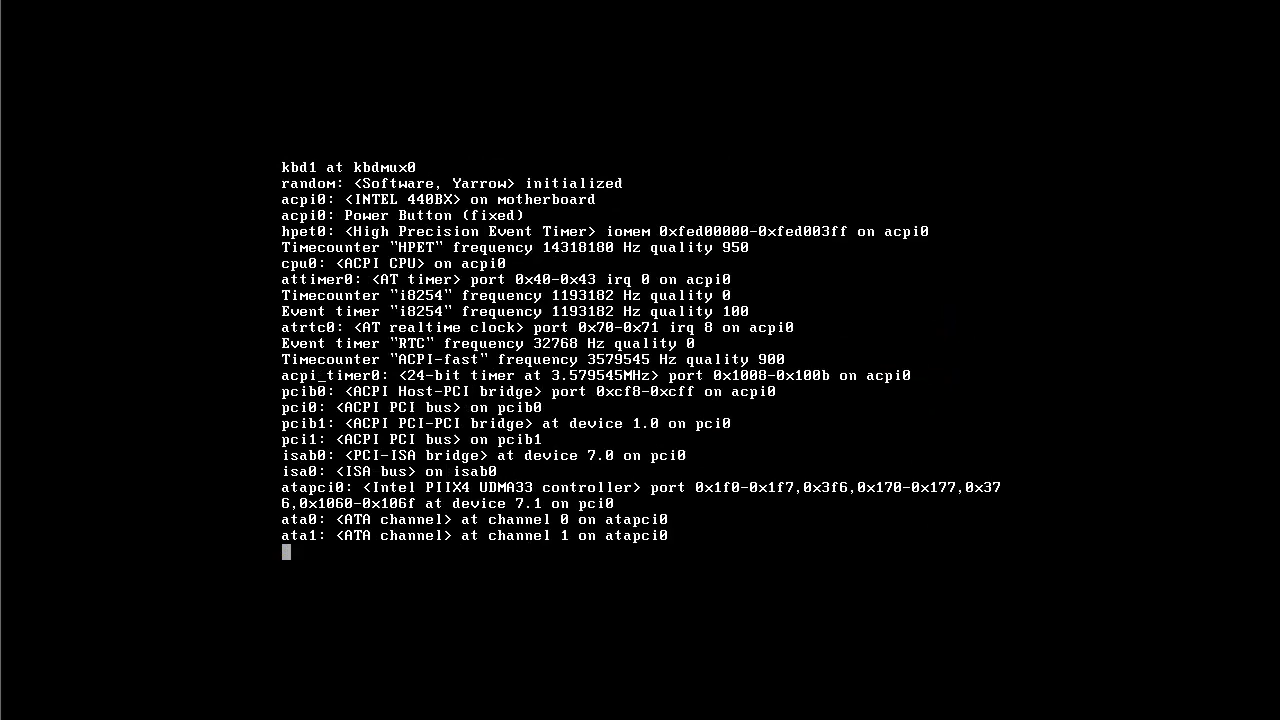 kbd1 at kbdmux0
random: <Software, Yarrow> initialized
acpi0: <INTEL 440BX> on motherboard
acpi0: Power Button (fixed)
hpet0: <High Precision Event Timer> iomem 0xfed00000-0xfed003ff on acpi0
Timecounter "HPET" frequency 14318180 Hz quality 950
cpu0: <ACPI CPU> on acpi0
attimer0: <AT timer> port 0x40-0x43 irq 0 on acpi0
Timecounter "i8254" frequency 1193182 Hz quality 0
Event timer "i8254" frequency 1193182 Hz quality 100
atrtc0: <AT realtime clock> port 0x70-0x71 irq 8 on acpi0
Event timer "RTC" frequency 32768 Hz quality 0
Timecounter "ACPI-fast" frequency 3579545 Hz quality 900
acpi_timer0: <24-bit timer at 3.579545MHz> port 0x1008-0x100b on acpi0
pcib0: <ACPI Host-PCI bridge> port 0xcf8-0xcff on acpi0
pci0: <ACPI PCI bus> on pcib0
pcib1: <ACPI PCI-PCI bridge> at device 1.0 on pci0
pci1: <ACPI PCI bus> on pcib1
isab0: <PCI-ISA bridge> at device 7.0 on pci0
isa0: <ISA bus> on isab0
atapci0: <Intel PIIX4 UDMA33 controller> port 0x1f0-0x1f7,0x3f6,0x170-0x177,0x37
6,0x1060-0x106f at device 7.1 on pci0
ata0: <ATA channel> at channel 0 on atapci0
ata1: <ATA channel> at channel 1 on atapci0